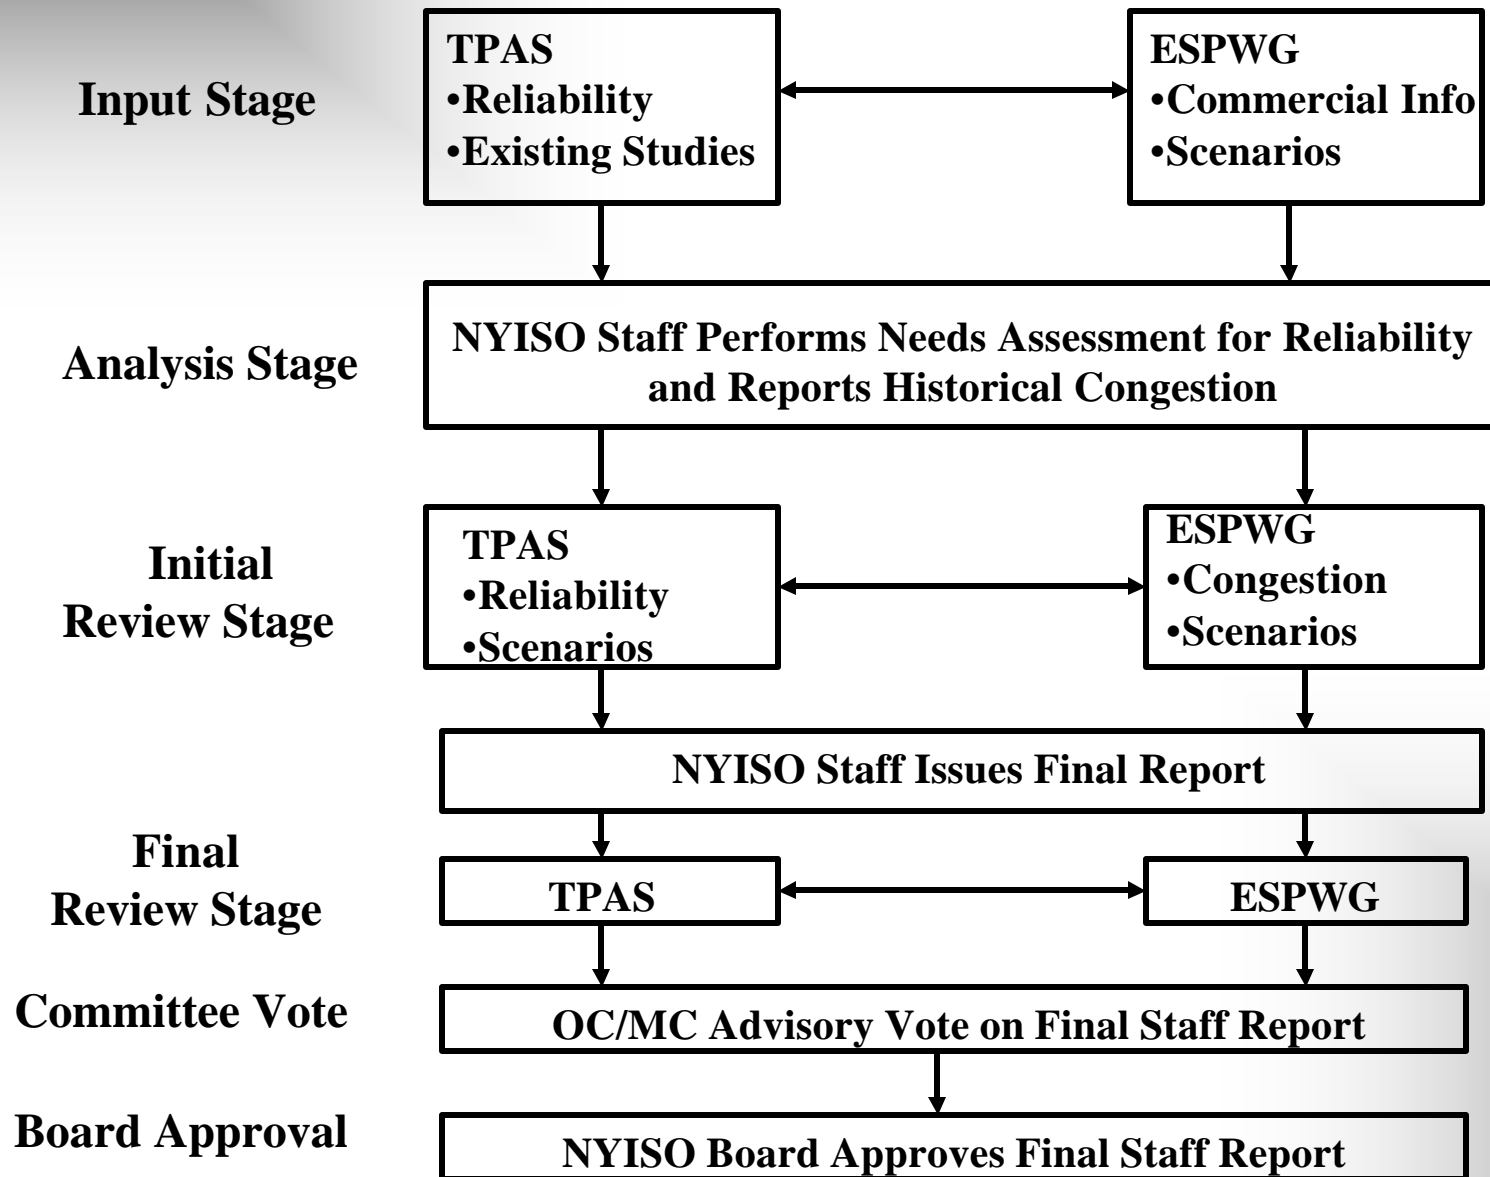 Input Stage
TPAS
•Reliability
•Existing Studies
ESPWG
•Commercial Info
•Scenarios
Analysis Stage
NYISO Staff Performs Needs Assessment for Reliability
and Reports Historical Congestion
Initial
Review Stage
TPAS
•Reliability
•Scenarios
ESPWG
•Congestion
•Scenarios
NYISO Staff Issues Final Report
Final
Review Stage
TPAS
ESPWG
Committee Vote
OC/MC Advisory Vote on Final Staff Report
Board Approval
NYISO Board Approves Final Staff Report